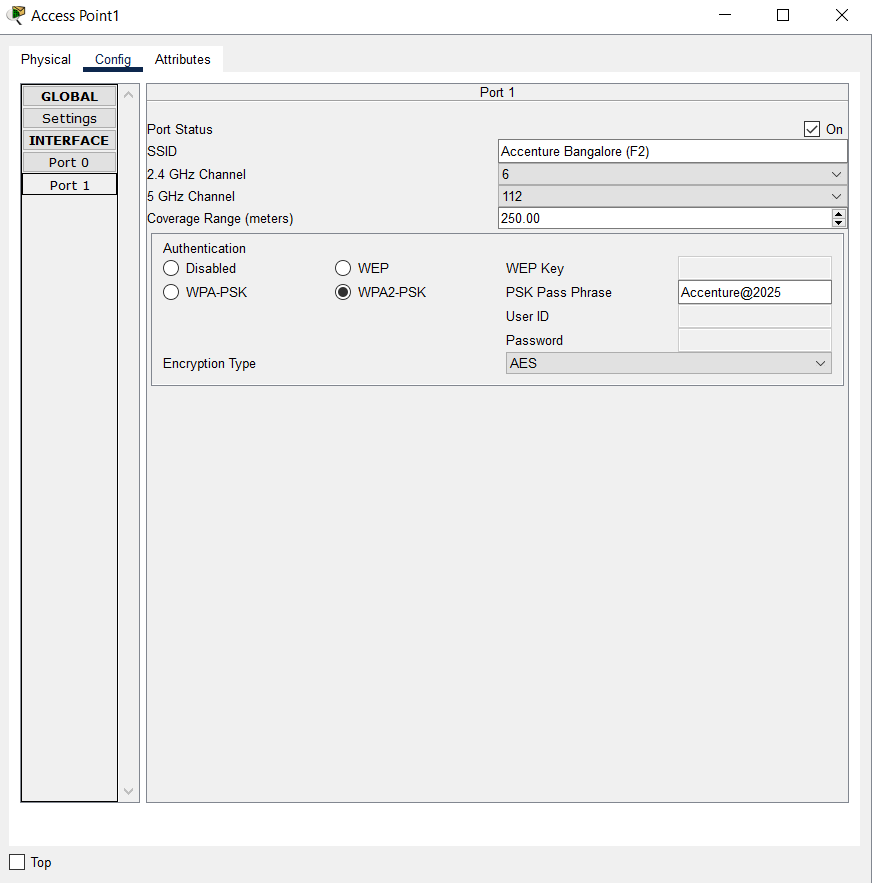 Access Point1
Physical Config Attributes
GLOBAL
Settings
INTERFACE
Port 0
Port 1
Port 1
Port Status On
SSID Accenture Bangalore (F2)
2.4 GHz Channel 6
5 GHz Channel 112
Coverage Range (meters) 250.00
Authentication
Disabled WEP WEP Key
WPA-PSK WPA2-PSK PSK Pass Phrase Accenture@2025
User ID
Password
Encryption Type AES
Top